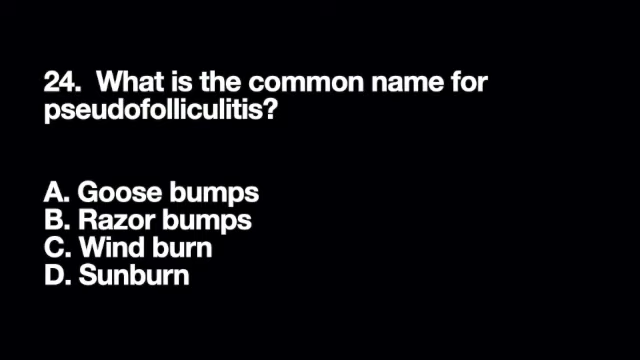 24.  What is the common name for
pseudofolliculitis?
A. Goose bumps
B. Razor bumps
C. Wind burn
D. Sunburn